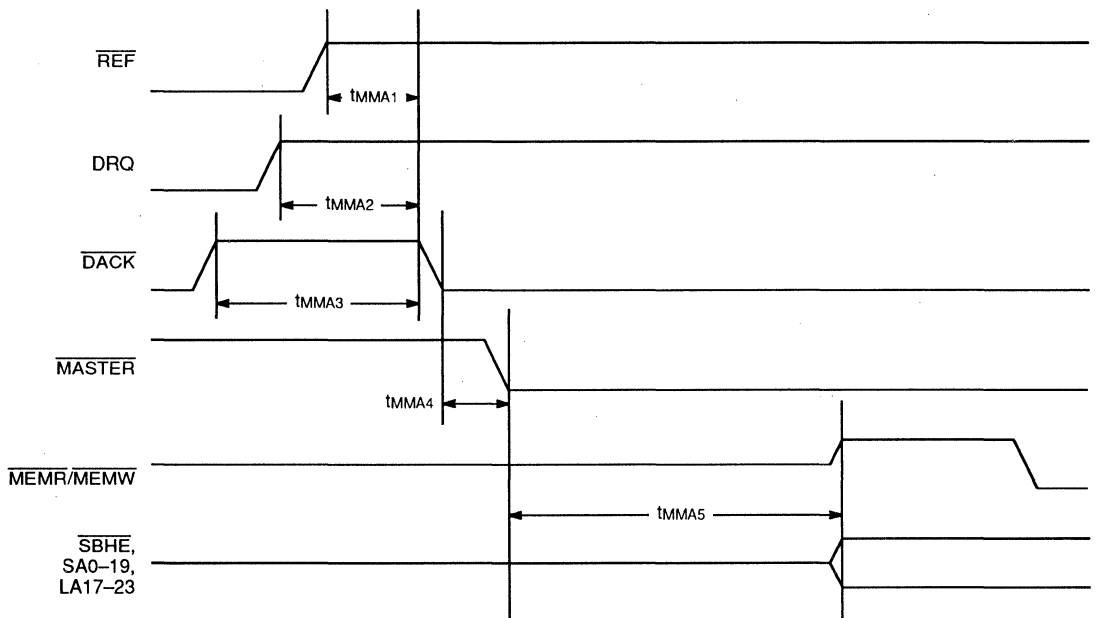 REF
tMMA1
DRQ
tMMA2
DACK
tMMA3
MASTER
tMMA4
MEMR/MEMW
tMMA5
SBHE,
SA0–19,
LA17–23